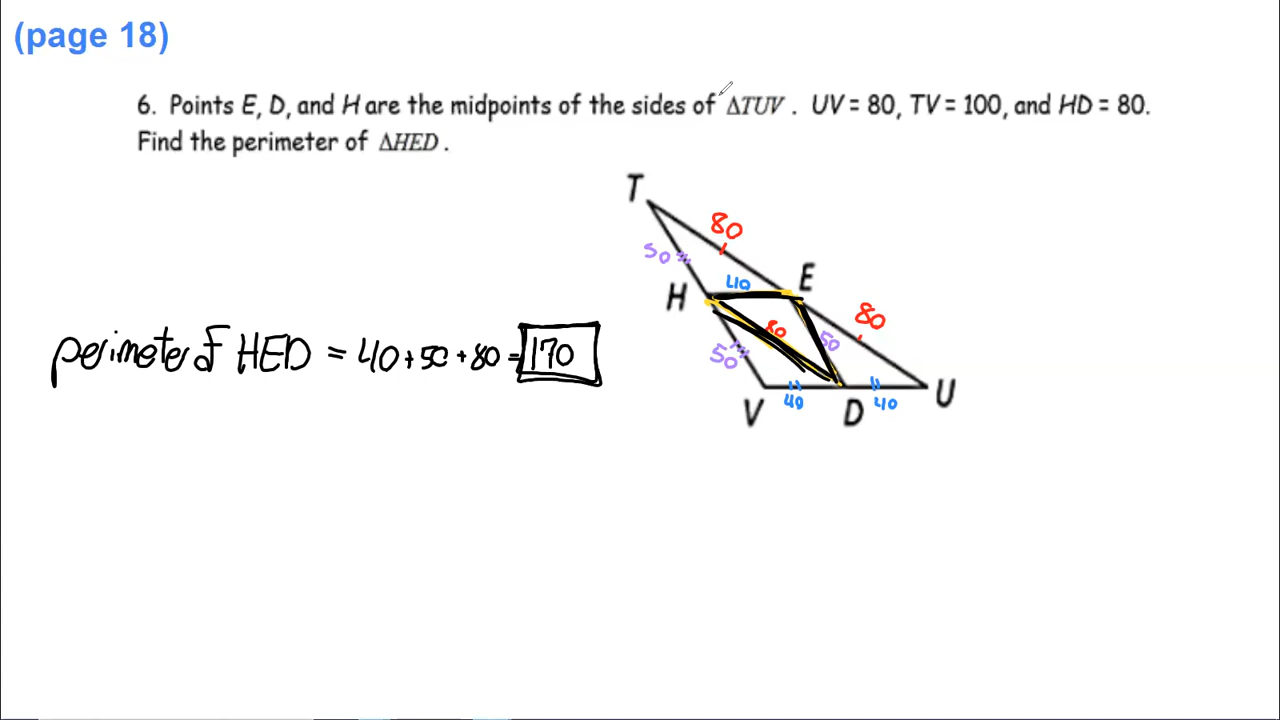 (page 18)
6. Points E, D, and H are the midpoints of the sides of ΔTUV . UV = 80, TV = 100, and HD = 80.
Find the perimeter of ΔHED .
T
80
50
E
40
H
80
80
50
50
perimeter of HED = 40 + 50 + 80 = 170
V
40
D
40
U